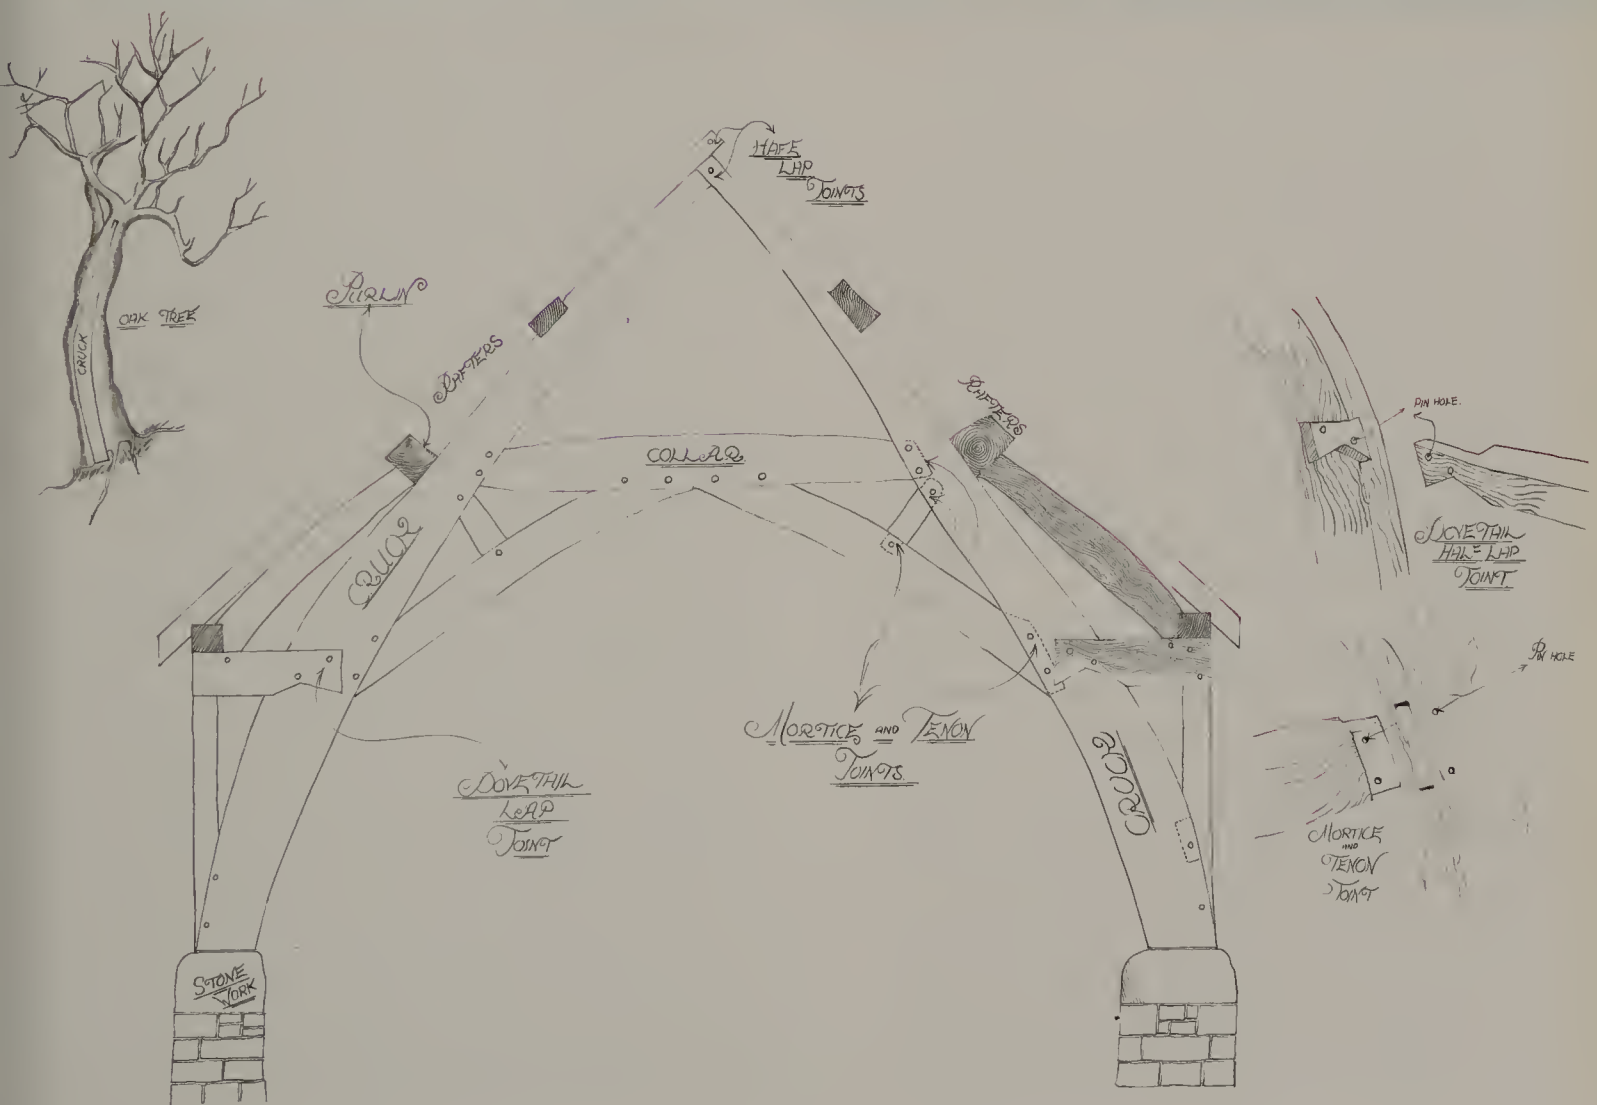 HAFE
LAP
JOINTS
PURLIN
OAK TREE
CRUCK
RAFTERS
RAFTERS
PIN HOLE.
COLLAR
CRUCK
DOVETAIL
HAL= LAP
JOINT.
PIN HOLE
MORTICE AND TENON
JOINTS.
CRUCK
DOVETAIL
LAP
JOINT
MORTICE
AND
TENON
JOINT
STONE
WORK